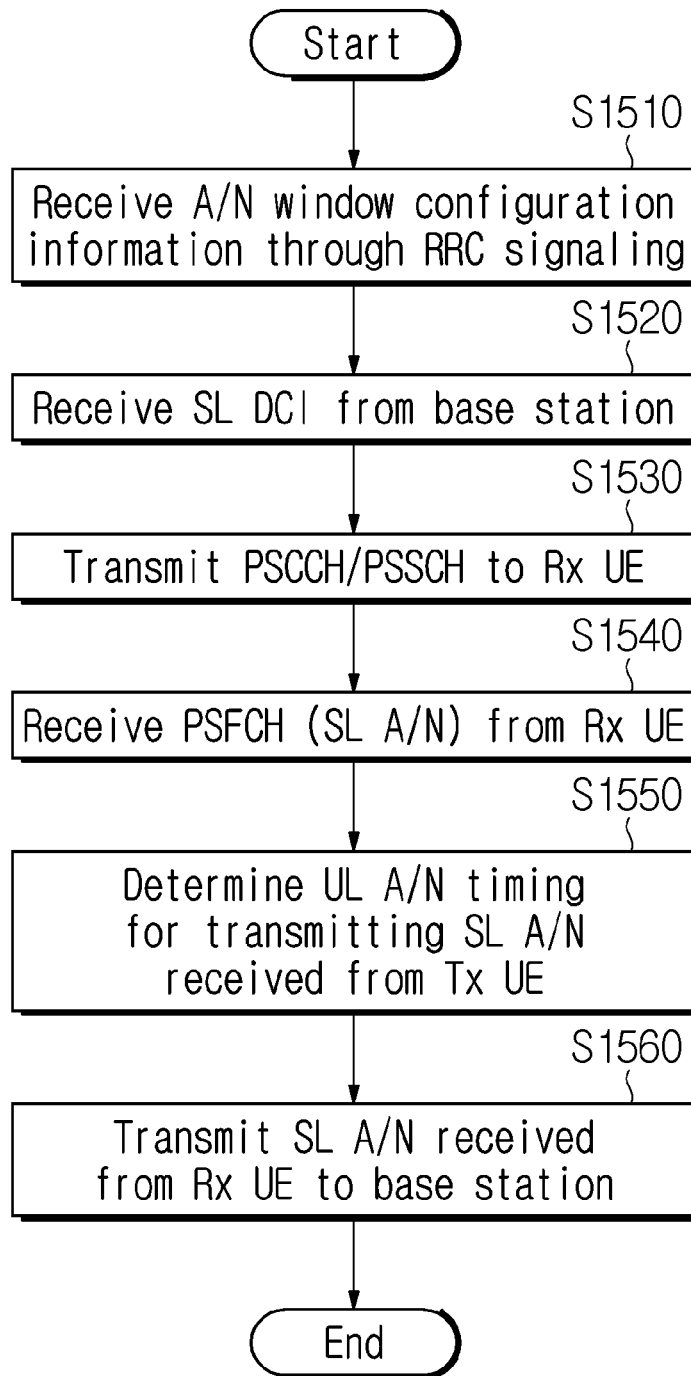 Start
S1510
Receive A/N window configuration
information through RRC signaling
S1520
Receive SL DCI from base station
S1530
Transmit PSCCH/PSSCH to Rx UE
S1540
Receive PSFCH (SL A/N) from Rx UE
S1550
Determine UL A/N timing
for transmitting SL A/N
received from Tx UE
S1560
Transmit SL A/N received
from Rx UE to base station
End